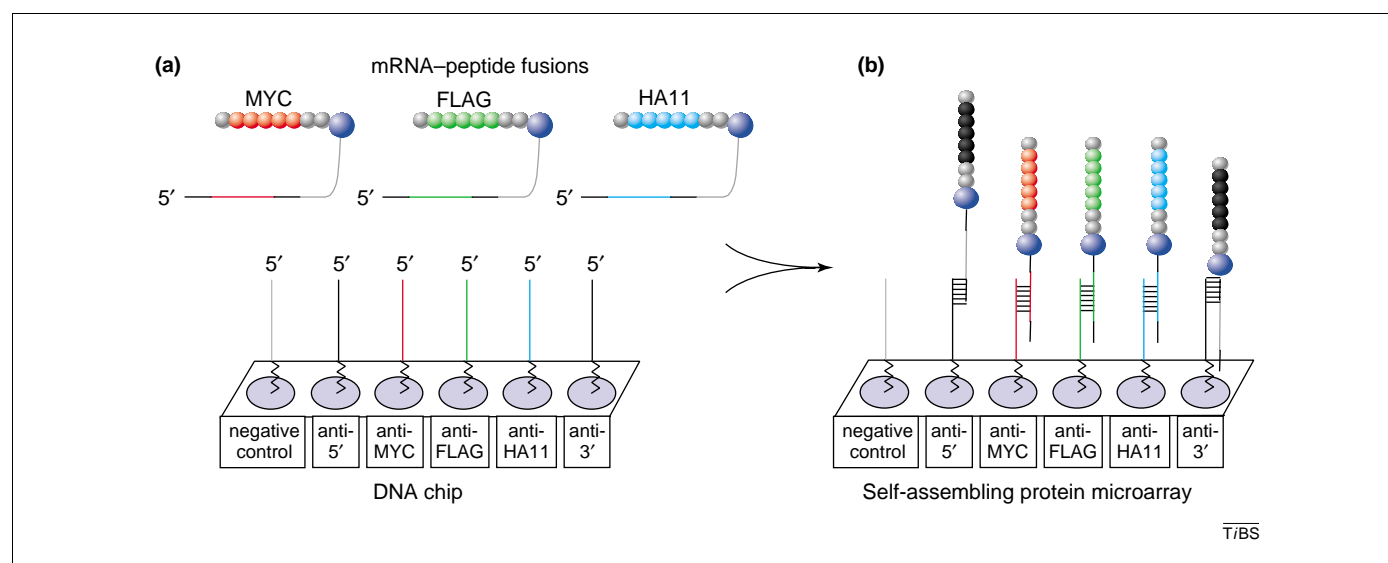 (a)
mRNA–peptide fusions
MYC
FLAG
HA11
5′
5′
5′
5′
5′
5′
5′
5′
5′
negative control
anti-5′
anti-MYC
anti-FLAG
anti-HA11
anti-3′
DNA chip
(b)
negative control
anti-5′
anti-MYC
anti-FLAG
anti-HA11
anti-3′
Self-assembling protein microarray
TiBS